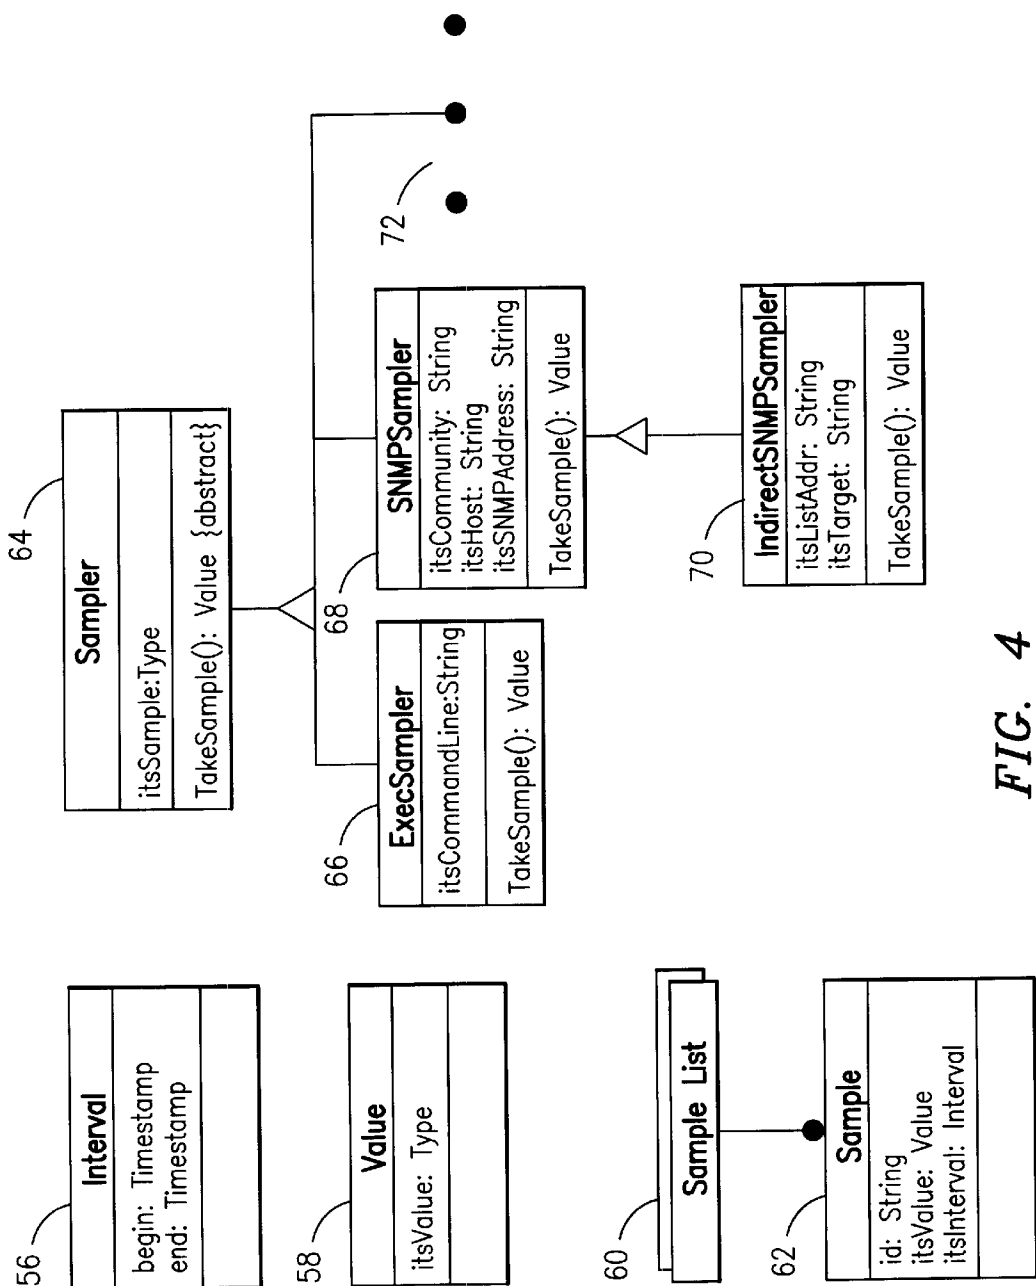 56
Interval
begin: Timestamp
end: Timestamp
58
Value
itsValue: Type
60
Sample List
62
Sample
id: String
itsValue: Value
itsInterval: Interval
64
Sampler
itsSample:Type
TakeSample(): Value {abstract}
66
ExecSampler
itsCommandLine:String
TakeSample(): Value
68
SNMPSampler
itsCommunity: String
itsHost: String
itsSNMPAddress: String
TakeSample(): Value
70
IndirectSNMPSampler
itsListAddr: String
itsTarget: String
TakeSample(): Value
72
FIG. 4